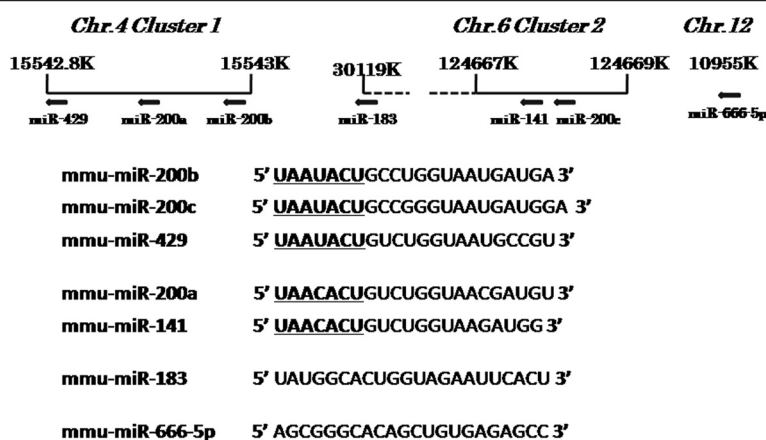 Chr.4 Cluster 1 Chr.6 Cluster 2 Chr.12
15542.8K 15543K 30119K 124667K 124669K 10955K
miR-429 miR-200a miR-200b miR-183 miR-141 miR-200c miR-666-5p
mmu-miR-200b 5' UAAUACUGCCUGGUAAUGAUGA 3'
mmu-miR-200c 5' UAAUACUGCCGGGUAAUGAUGGA 3'
mmu-miR-429 5' UAAUACUGUCUGGUAAUGCCGU 3'
mmu-miR-200a 5' UAACACUGUCUGGUAACGAUGU 3'
mmu-miR-141 5' UAACACUGUCUGGUAAGAUGG 3'
mmu-miR-183 5' UAUGGCACUGGUAGAAUUCACU 3'
mmu-miR-666-5p 5' AGCGGGCACAGCUGUGAGAGCC 3'